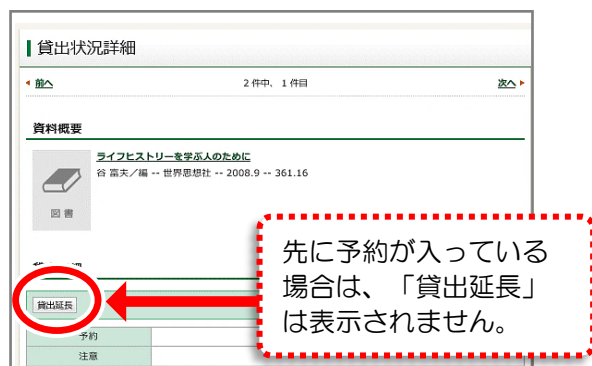 貸出状況詳細
前へ
2 件中、 1 件目
次へ
資料概要
ライフヒストリーを学ぶ人のために
谷 富夫／編 -- 世界思想社 -- 2008.9 -- 361.16
図書
先に予約が入っている
場合は、「貸出延長」
は表示されません。
貸出延長
予約
注意